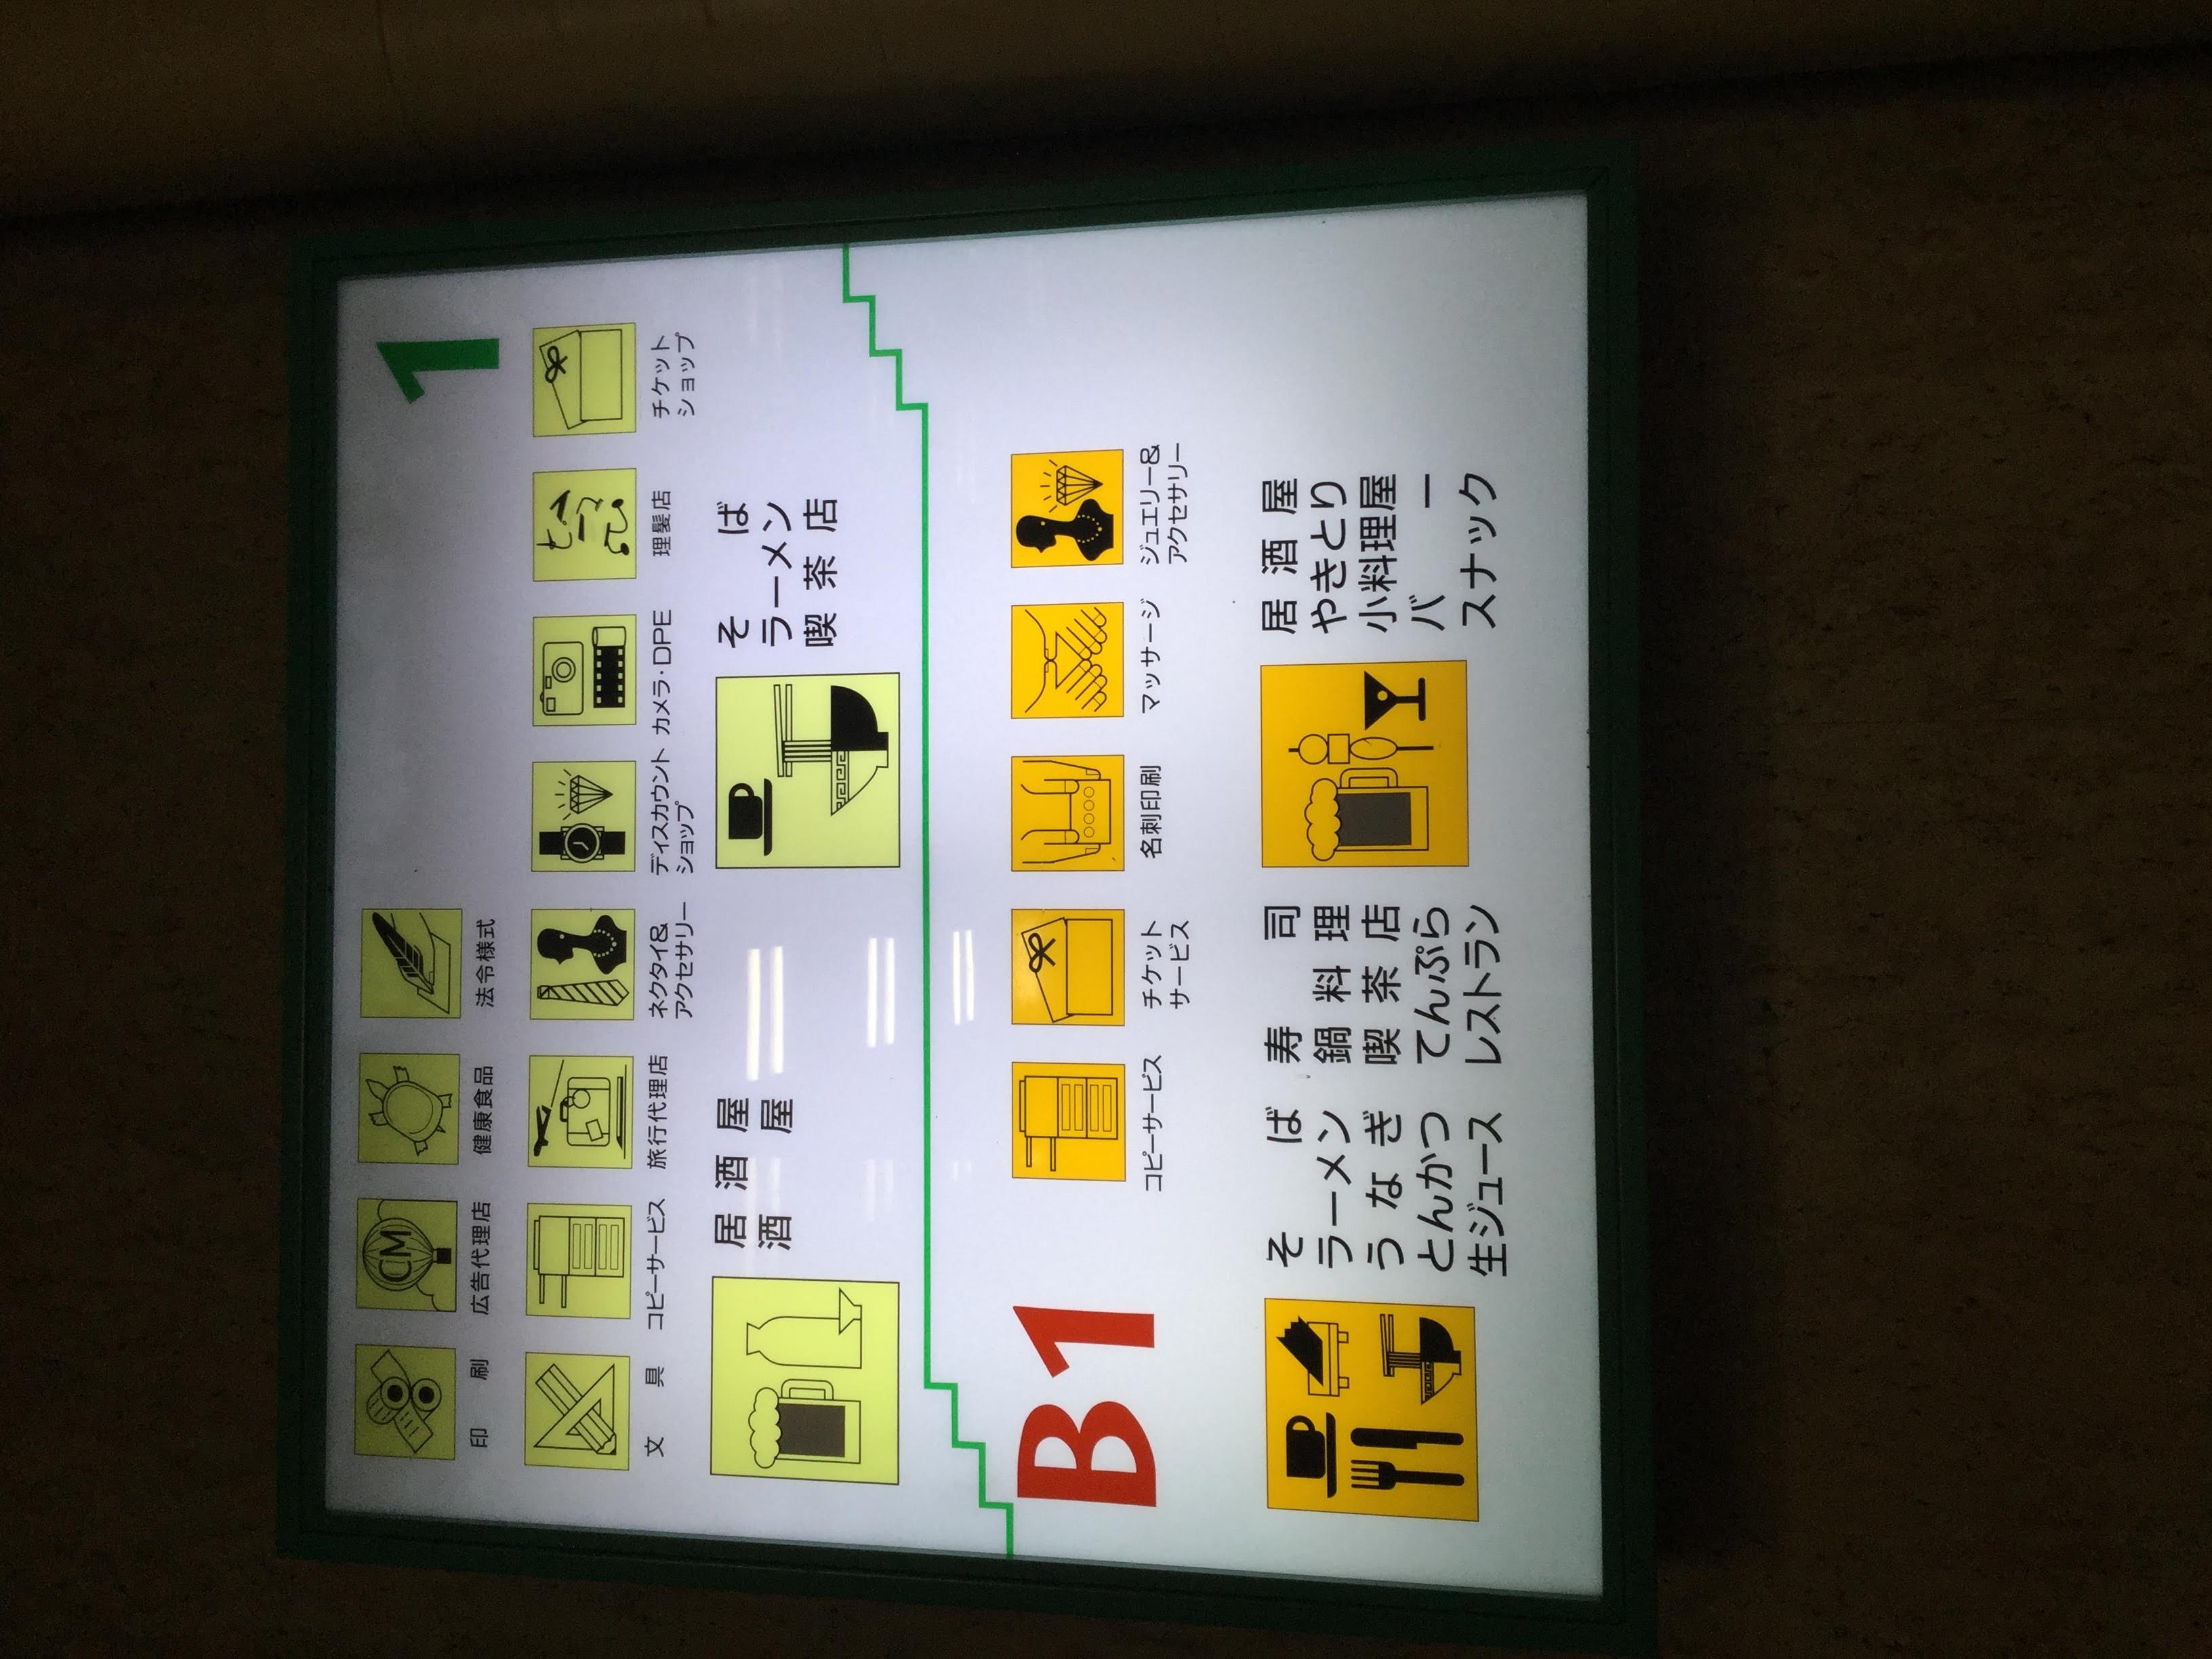 1
CM
印刷
広告代理店
健康食品
法令様式
文具
コピーサービス
旅行代理店
ネクタイ&
アクセサリー
ディスカウント
ショップ
カメラ・DPE
理髪店
チケット
ショップ
居酒屋
酒屋
そば
ラーメン
喫茶店
B1
コピーサービス
チケット
サービス
名刺印刷
マッサージ
ジュエリー&
アクセサリー
そば
ラーメン
うなぎ
とんかつ
生ジュース
寿司
鍋料理
喫茶店
てんぷら
レストラン
居酒屋
やきとり
小料理屋
バー
スナック